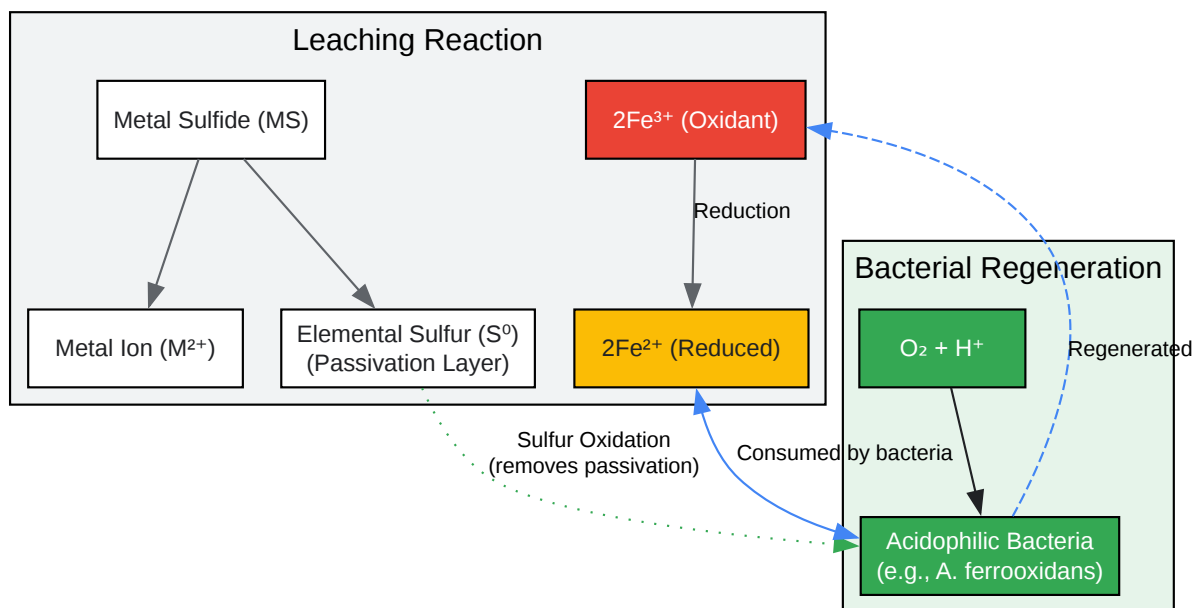 Leaching Reaction
Metal Sulfide (MS)
2Fe³⁺ (Oxidant)
Reduction
Bacterial Regeneration
Metal Ion (M²⁺)
Elemental Sulfur (S⁰)
(Passivation Layer)
2Fe²⁺ (Reduced)
O₂ + H⁺
Regenerated
Sulfur Oxidation
(removes passivation)
Consumed by bacteria
Acidophilic Bacteria
(e.g., A. ferrooxidans)